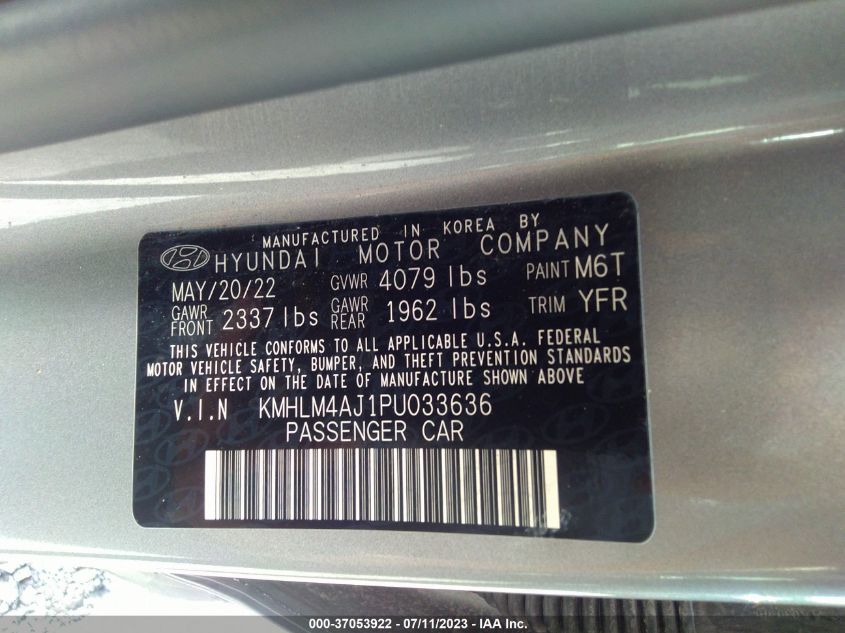 MANUFACTURED IN KOREA BY
HYUNDAI MOTOR COMPANY
MAY/20/22 GVWR 4079 lbs PAINT M6T
GAWR FRONT 2337 lbs GAWR REAR 1962 lbs TRIM YFR
THIS VEHICLE CONFORMS TO ALL APPLICABLE U.S.A. FEDERAL
MOTOR VEHICLE SAFETY, BUMPER, AND THEFT PREVENTION STANDARDS
IN EFFECT ON THE DATE OF MANUFACTURE SHOWN ABOVE
V.I.N KMHLM4AJ1PU033636
PASSENGER CAR
000-37053922 - 07/11/2023 - IAA Inc.